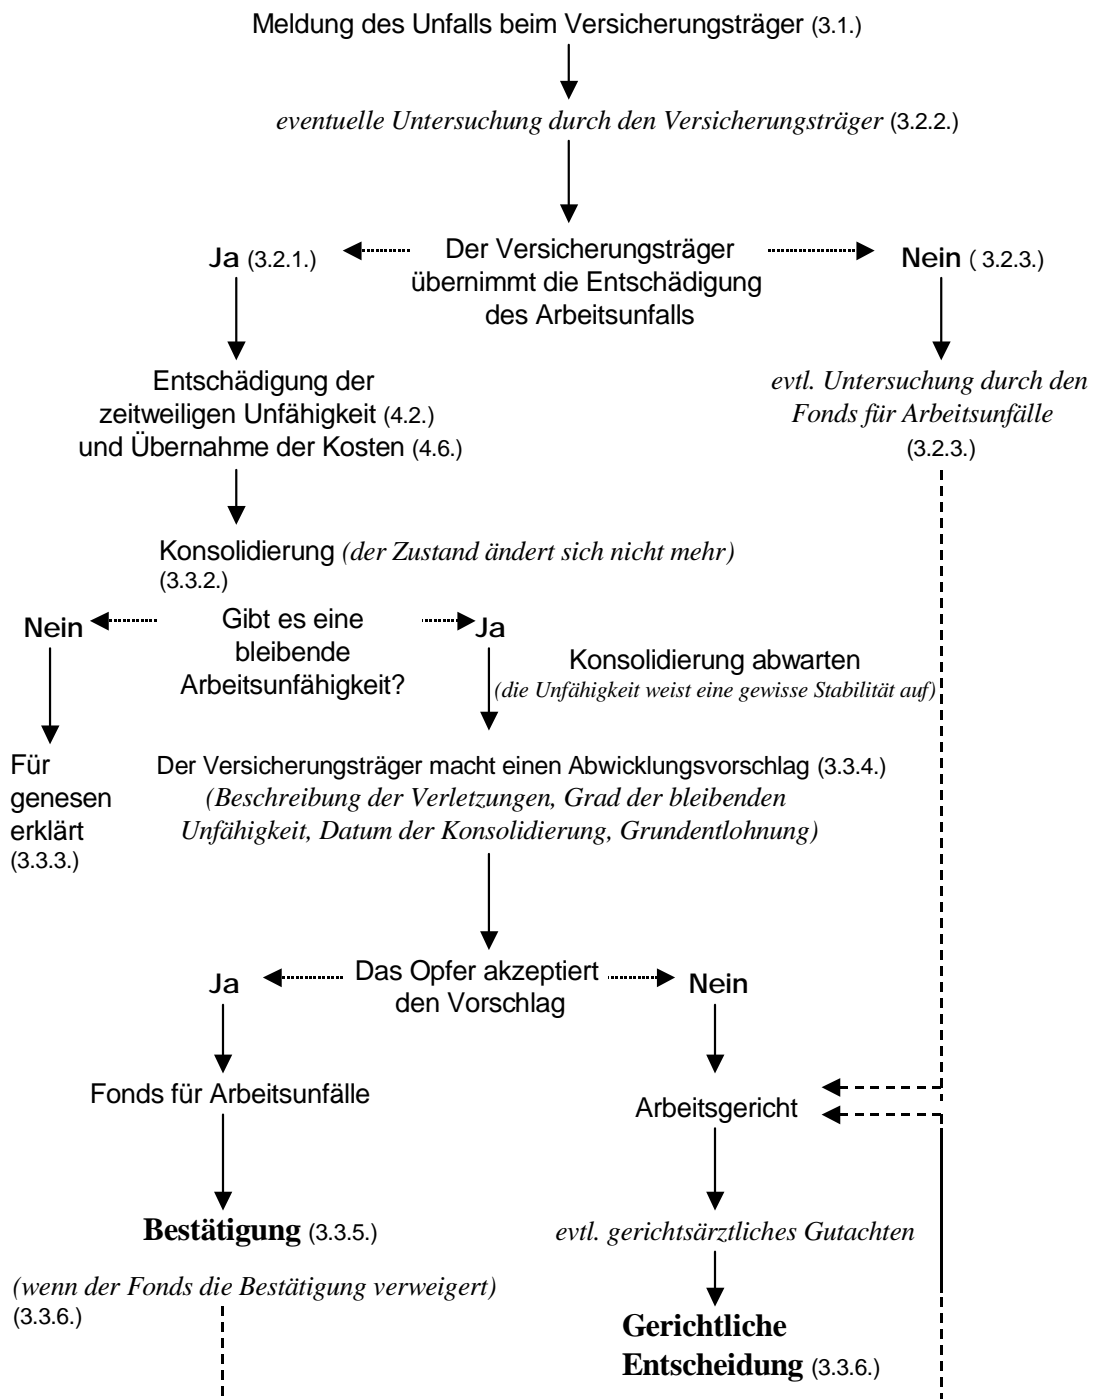 Meldung des Unfalls beim Versicherungsträger (3.1.)
eventuelle Untersuchung durch den Versicherungsträger (3.2.2.)
Ja (3.2.1.)
Der Versicherungsträger
übernimmt die Entschädigung
des Arbeitsunfalls
Nein ( 3.2.3.)
Entschädigung der
zeitweiligen Unfähigkeit (4.2.)
und Übernahme der Kosten (4.6.)
evtl. Untersuchung durch den
Fonds für Arbeitsunfälle
(3.2.3.)
Konsolidierung (der Zustand ändert sich nicht mehr)
(3.3.2.)
Nein
Gibt es eine
bleibende
Arbeitsunfähigkeit?
Ja
Konsolidierung abwarten
(die Unfähigkeit weist eine gewisse Stabilität auf)
Für
genesen
erklärt
(3.3.3.)
Der Versicherungsträger macht einen Abwicklungsvorschlag (3.3.4.)
(Beschreibung der Verletzungen, Grad der bleibenden
Unfähigkeit, Datum der Konsolidierung, Grundentlohnung)
Ja
Das Opfer akzeptiert
den Vorschlag
Nein
Fonds für Arbeitsunfälle
Arbeitsgericht
Bestätigung (3.3.5.)
evtl. gerichtsärztliches Gutachten
(wenn der Fonds die Bestätigung verweigert)
(3.3.6.)
Gerichtliche
Entscheidung (3.3.6.)